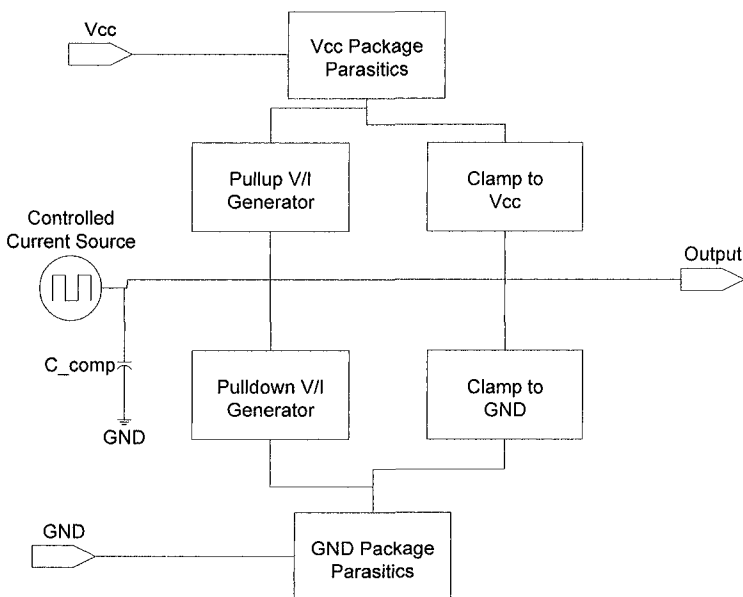 Vcc
Vcc Package
Parasitics
Pullup V/I
Generator
Clamp to
Vcc
Controlled
Current Source
Output
C_comp
GND
Pulldown V/I
Generator
Clamp to
GND
GND
GND Package
Parasitics